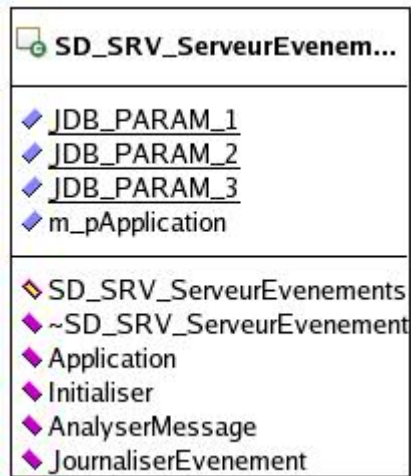 SD_SRV_ServeurEvenem...
JDB_PARAM_1
JDB_PARAM_2
JDB_PARAM_3
m_pApplication
SD_SRV_ServeurEvenements
~SD_SRV_ServeurEvenement
Application
Initialiser
AnalyserMessage
JournaliserEvenement